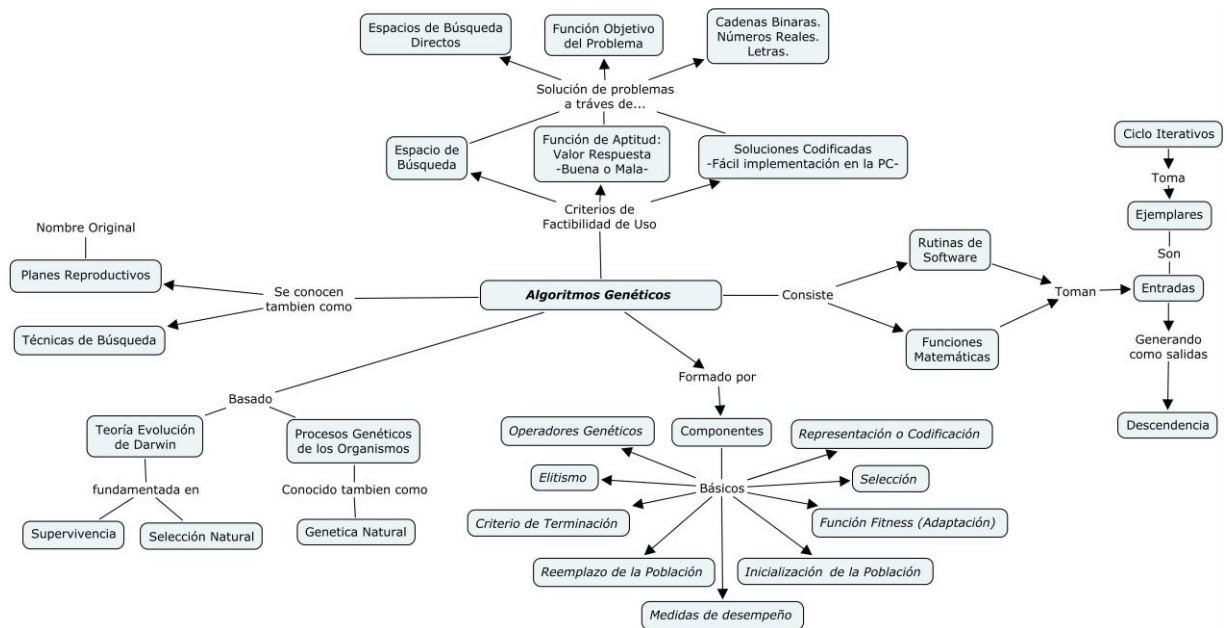 Espacios de Búsqueda
Directos
Función Objetivo
del Problema
Cadenas Binaras.
Números Reales.
Letras.
Solución de problemas
a tráves de...
Espacio de
Búsqueda
Función de Aptitud:
Valor Respuesta
-Buena o Mala-
Soluciones Codificadas
-Fácil implementación en la PC-
Criterios de
Factibilidad de Uso
Ciclo Iterativos
Toma
Ejemplares
Son
Entradas
Generando
como salidas
Descendencia
Nombre Original
Planes Reproductivos
Se conocen
tambien como
Técnicas de Búsqueda
Algoritmos Genéticos
Consiste
Rutinas de
Software
Funciones
Matemáticas
Toman
Basado
Teoría Evolución
de Darwin
fundamentada en
Supervivencia
Selección Natural
Procesos Genéticos
de los Organismos
Conocido tambien como
Genetica Natural
Formado por
Componentes
Básicos
Operadores Genéticos
Representación o Codificación
Elitismo
Selección
Criterio de Terminación
Función Fitness (Adaptación)
Reemplazo de la Población
Inicialización de la Población
Medidas de desempeño